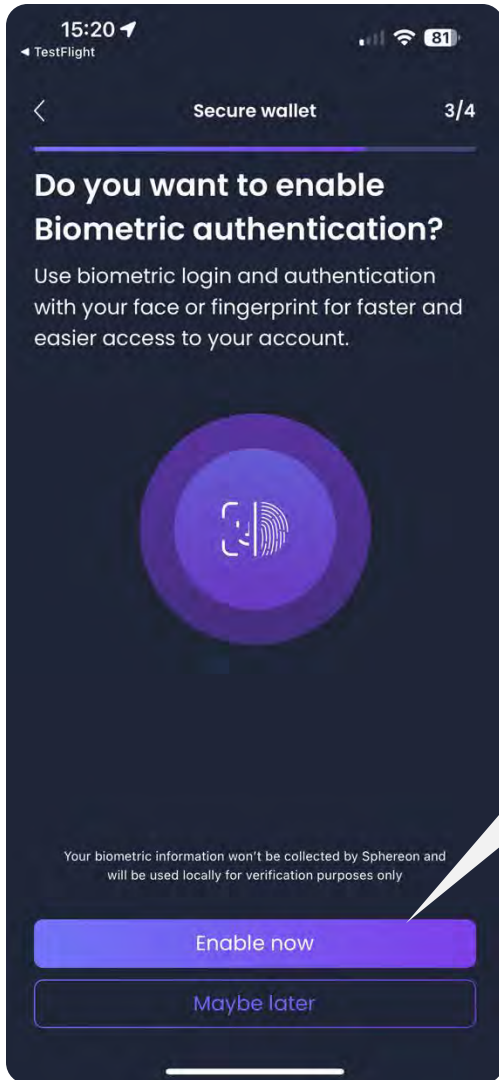 15:20
81
◀ TestFlight
Secure wallet 3/4
Do you want to enable
Biometric authentication?
Use biometric login and authentication
with your face or fingerprint for faster and
easier access to your account.
Your biometric information won't be collected by Sphereon and
will be used locally for verification purposes only
Enable now
Maybe later